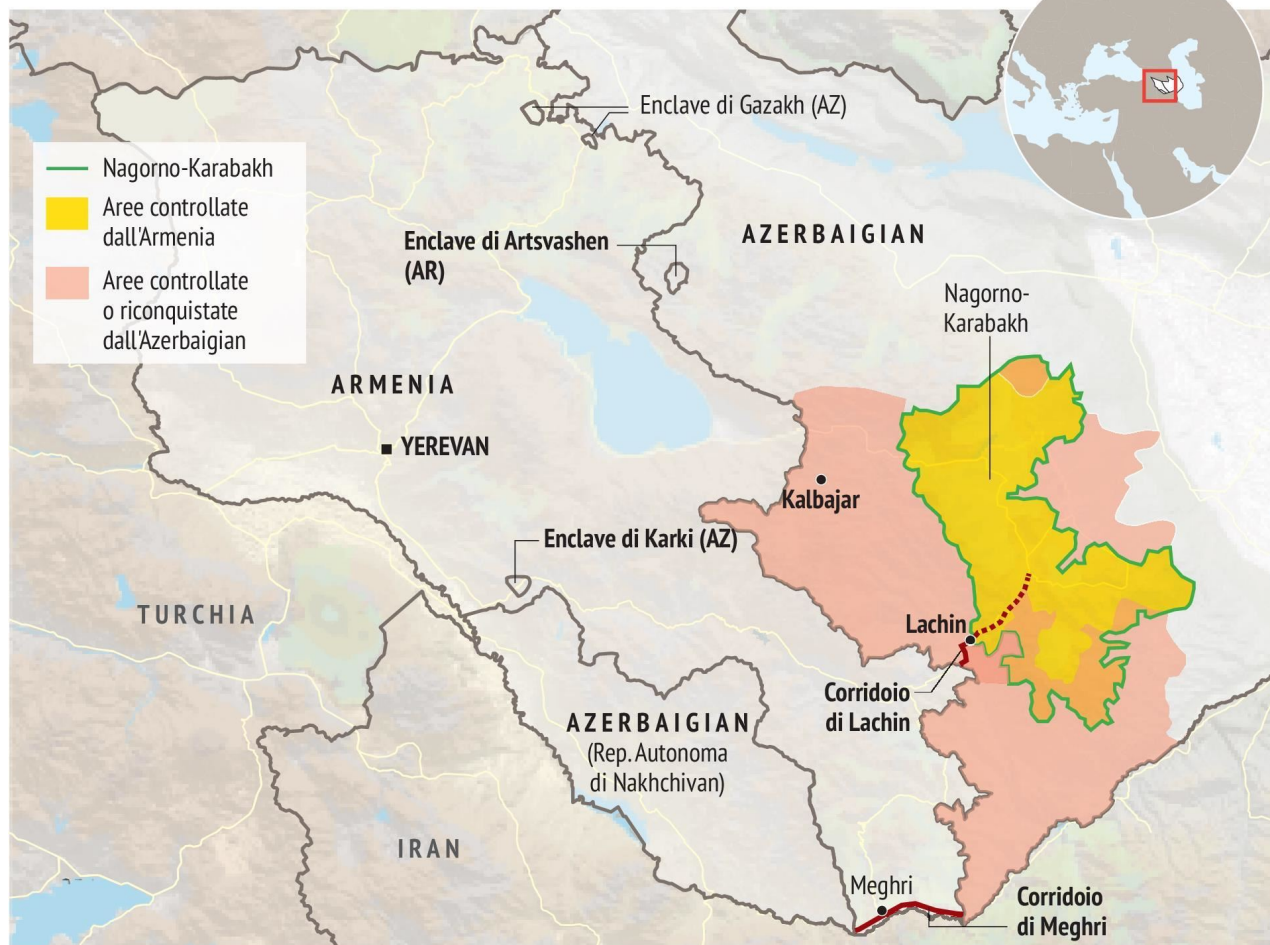 Enclave di Gazakh (AZ)
Nagorno-Karabakh
Aree controllate
dall'Armenia
Aree controllate
o riconquistate
dall'Azerbaigian
Enclave di Artsvashen
(AR)
AZERBAIGIAN
Nagorno-
Karabakh
ARMENIA
YEREVAN
Kalbajar
Enclave di Karki (AZ)
TURCHIA
Lachin
Corridoio
di Lachin
AZERBAIGIAN
(Rep. Autonoma
di Nakhchivan)
IRAN
Meghri
Corridoio
di Meghri